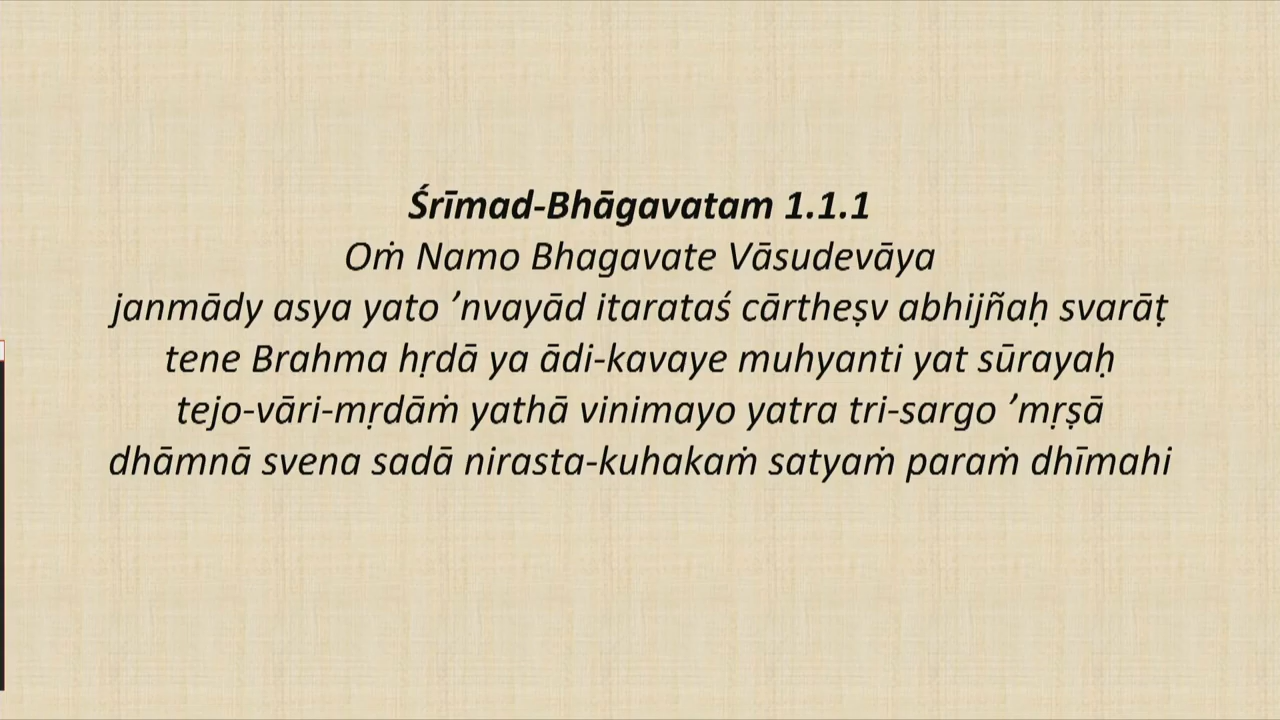 Śrīmad-Bhāgavatam 1.1.1
Oṁ Namo Bhagavate Vāsudevāya
janmādy asya yato ’nvayād itarataś cārtheṣv abhijñaḥ svarāṭ
tene Brahma hṛdā ya ādi-kavaye muhyanti yat sūrayaḥ
tejo-vāri-mṛdāṁ yathā vinimayo yatra tri-sargo ’mṛṣā
dhāmnā svena sadā nirasta-kuhakaṁ satyaṁ paraṁ dhīmahi